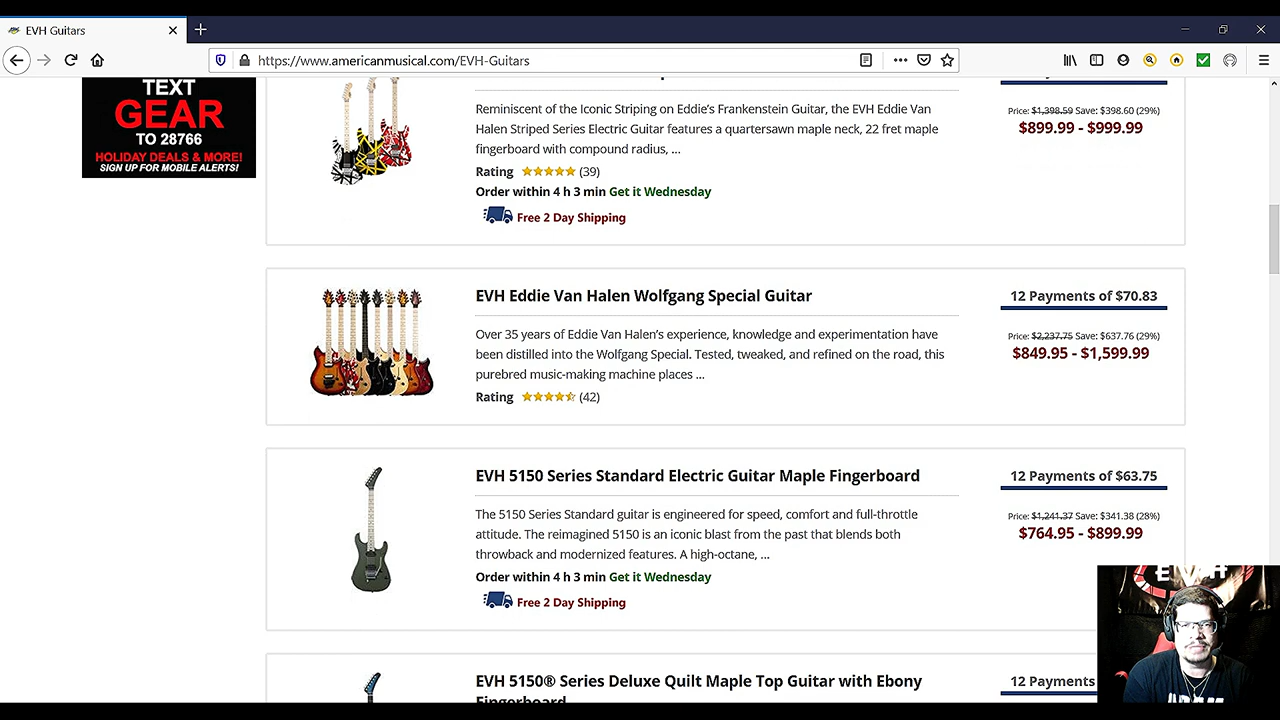 EVH Guitars
https://www.americanmusical.com/EVH-Guitars
TEXT
GEAR
TO 28766
HOLIDAY DEALS & MORE!
SIGN UP FOR MOBILE ALERTS!
Reminiscent of the Iconic Striping on Eddie's Frankenstein Guitar, the EVH Eddie Van
Halen Striped Series Electric Guitar features a quartersawn maple neck, 22 fret maple
fingerboard with compound radius, ...
Rating (39)
Order within 4 h 3 min Get it Wednesday
Free 2 Day Shipping
Price: $1,398.59 Save: $398.60 (29%)
$899.99 - $999.99
EVH Eddie Van Halen Wolfgang Special Guitar
Over 35 years of Eddie Van Halen's experience, knowledge and experimentation have
been distilled into the Wolfgang Special. Tested, tweaked, and refined on the road, this
purebred music-making machine places ...
Rating (42)
12 Payments of $70.83
Price: $2,237.75 Save: $637.76 (29%)
$849.95 - $1,599.99
EVH 5150 Series Standard Electric Guitar Maple Fingerboard
The 5150 Series Standard guitar is engineered for speed, comfort and full-throttle
attitude. The reimagined 5150 is an iconic blast from the past that blends both
throwback and modernized features. A high-octane, ...
Order within 4 h 3 min Get it Wednesday
Free 2 Day Shipping
12 Payments of $63.75
Price: $1,241.37 Save: $341.38 (28%)
$764.95 - $899.99
EVH 5150® Series Deluxe Quilt Maple Top Guitar with Ebony
Fingerboard
12 Payments